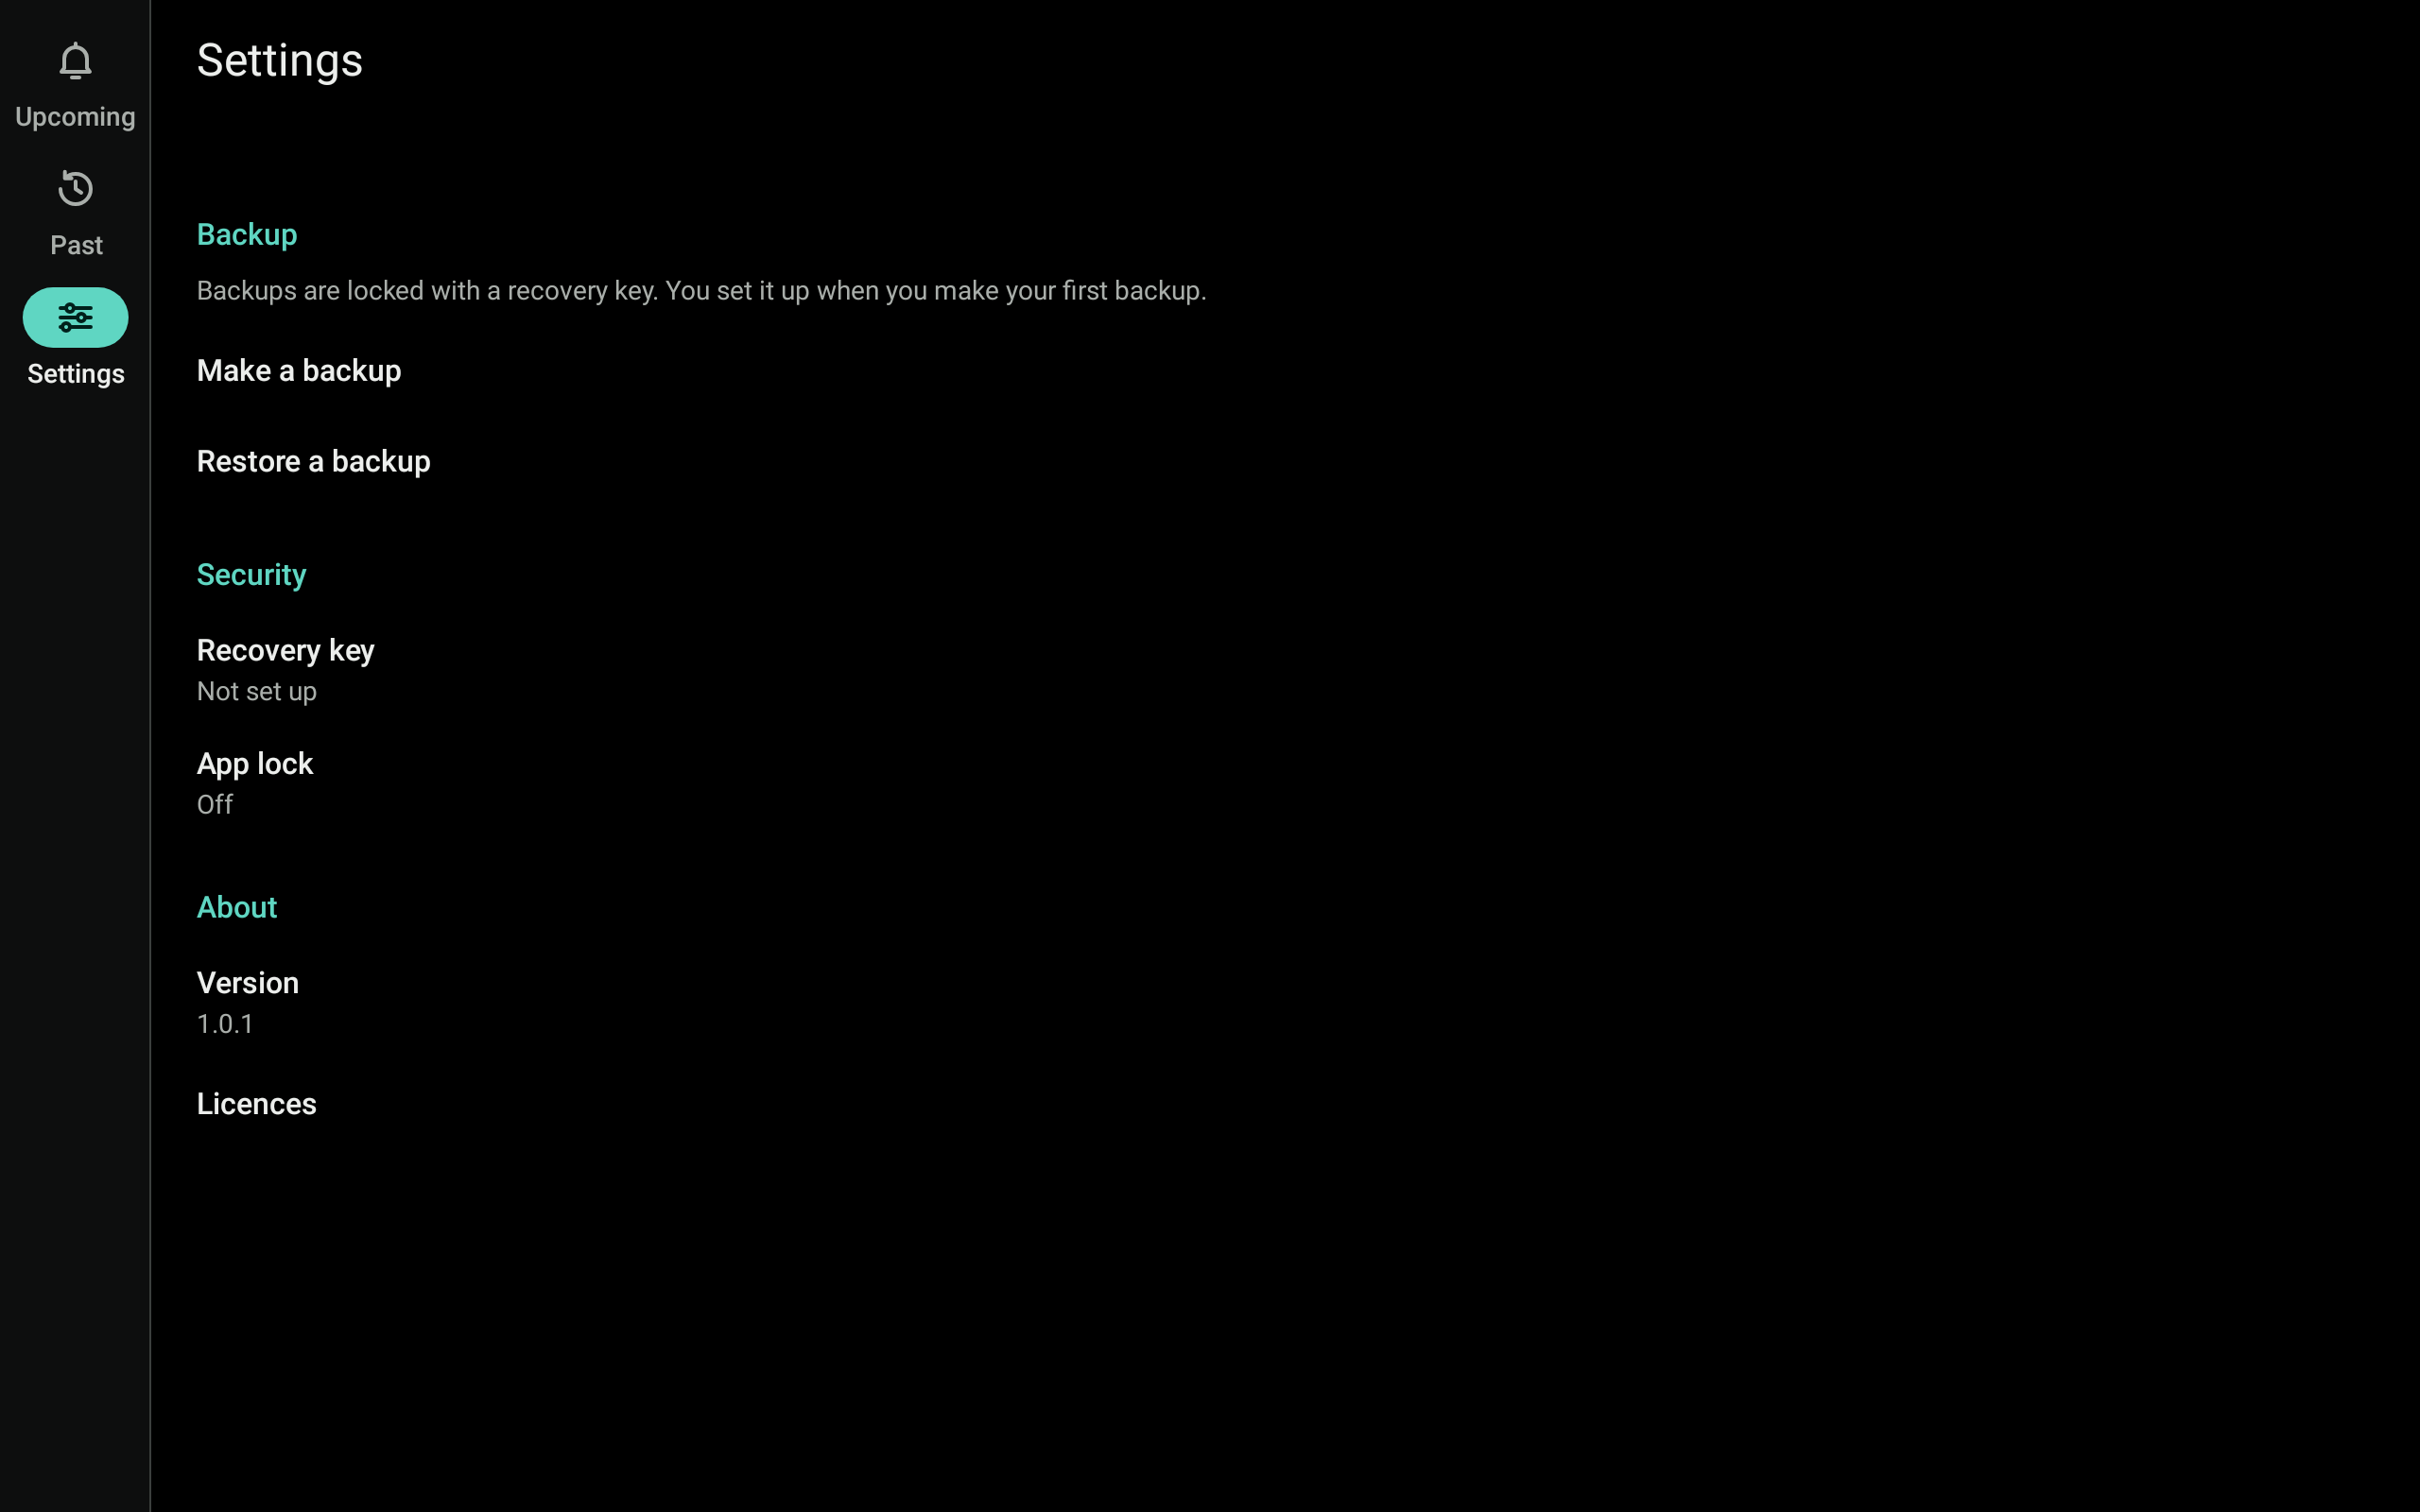 Upcoming
Past
Settings
Settings
Backup
Backups are locked with a recovery key. You set it up when you make your first backup.
Make a backup
Restore a backup
Security
Recovery key
Not set up
App lock
Off
About
Version
1.0.1
Licences